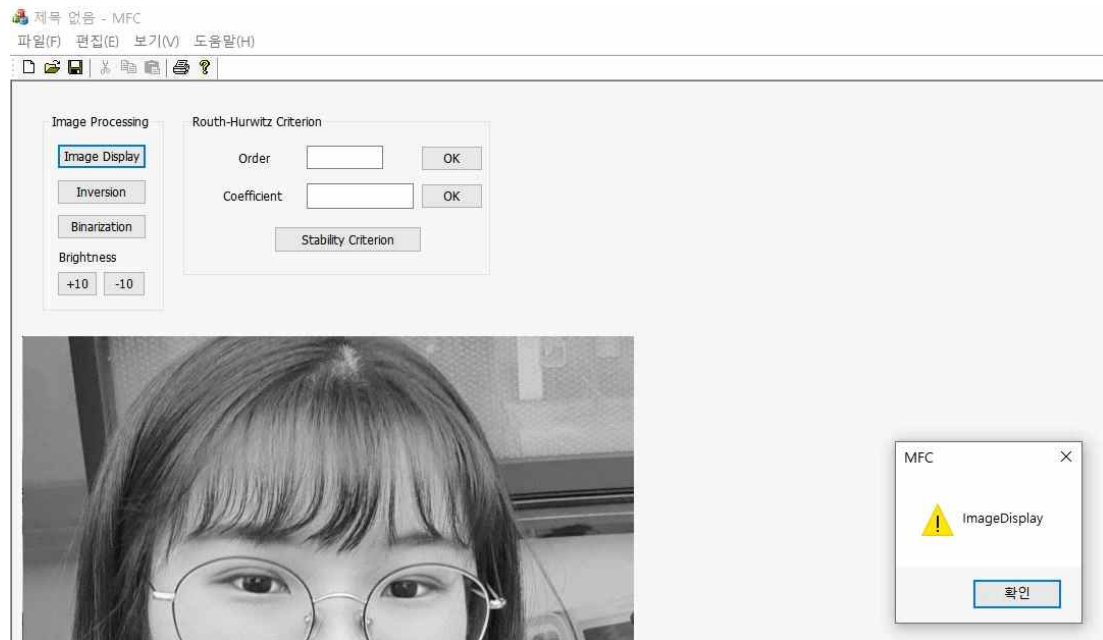 제목 없음 - MFC
파일(F) 편집(E) 보기(V) 도움말(H)
Image Processing
Image Display
Inversion
Binarization
Brightness
+10 -10
Routh-Hurwitz Criterion
Order OK
Coefficient OK
Stability Criterion
MFC
ImageDisplay
확인